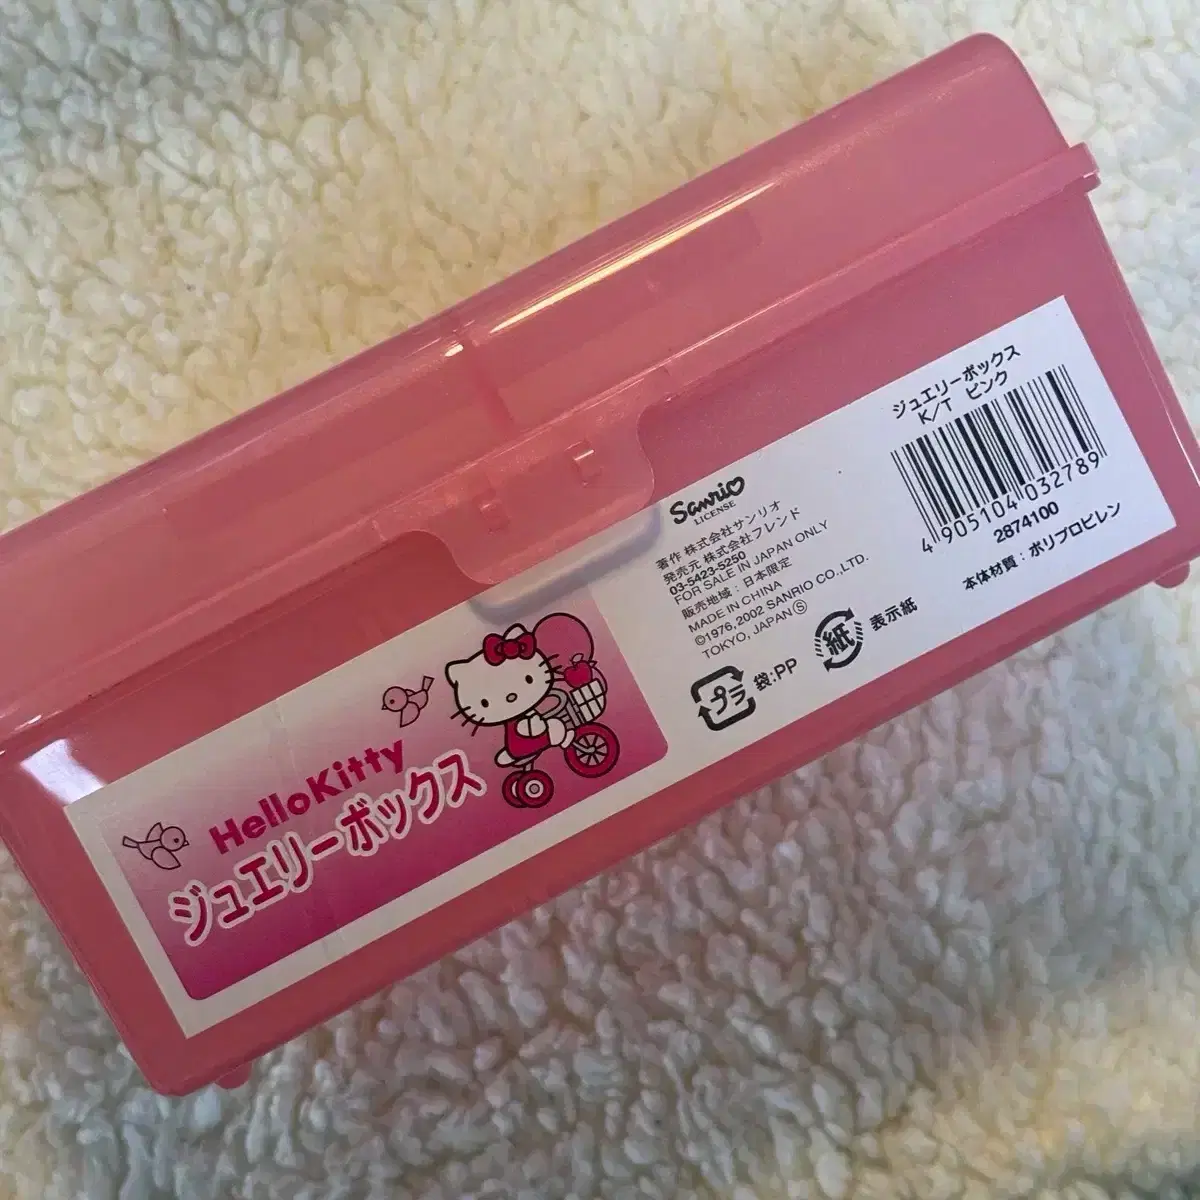 HelloKitty
ジュエリーボックス
Sanrio
LICENSE
著作 株式会社サンリオ
発売元 株式会社フレンド
03-5423-5250
FOR SALE IN JAPAN ONLY
販売地域:日本限定
MADE IN CHINA
©1976,2002 SANRIO CO.,LTD.
TOKYO, JAPAN Ⓢ
プラ
袋:PP
紙
表示紙
ジュエリーボックス
K/T ピンク
4 905104 032789
2874100
本体材質:ポリプロピレン